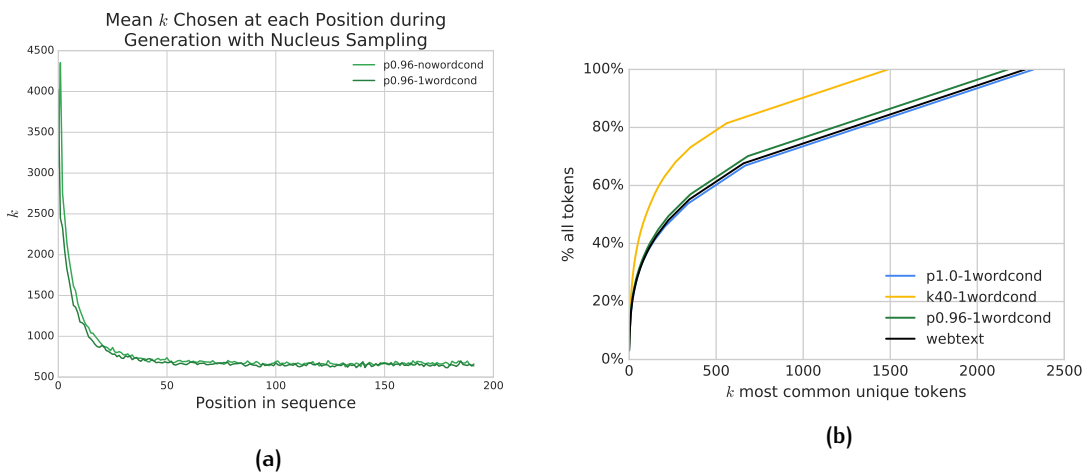 Mean k Chosen at each Position during
Generation with Nucleus Sampling
4500
4000
3500
3000
2500
2000
1500
1000
500
k
p0.96-nowordcond
p0.96-1wordcond
0 50 100 150 200
Position in sequence
(a)
100%
80%
60%
40%
20%
0%
% all tokens
p1.0-1wordcond
k40-1wordcond
p0.96-1wordcond
webtext
0 500 1000 1500 2000 2500
k most common unique tokens
(b)